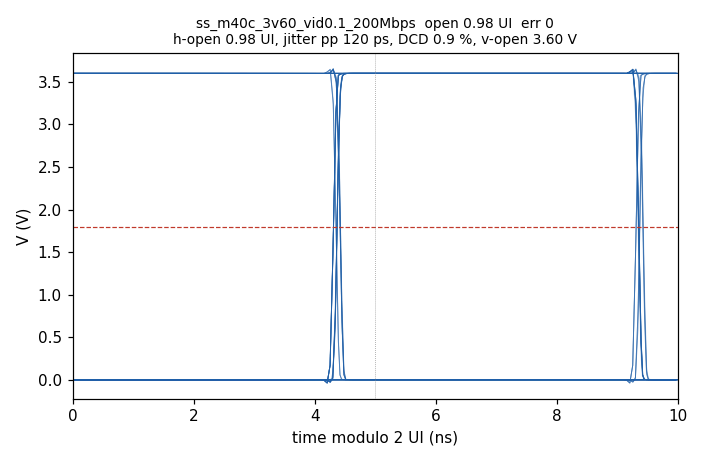 ss_m40c_3v60_vid0.1_200Mbps  open 0.98 UI  err 0
h-open 0.98 UI, jitter pp 120 ps, DCD 0.9 %, v-open 3.60 V
V (V)
3.5
3.0
2.5
2.0
1.5
1.0
0.5
0.0
0 2 4 6 8 10
time modulo 2 UI (ns)